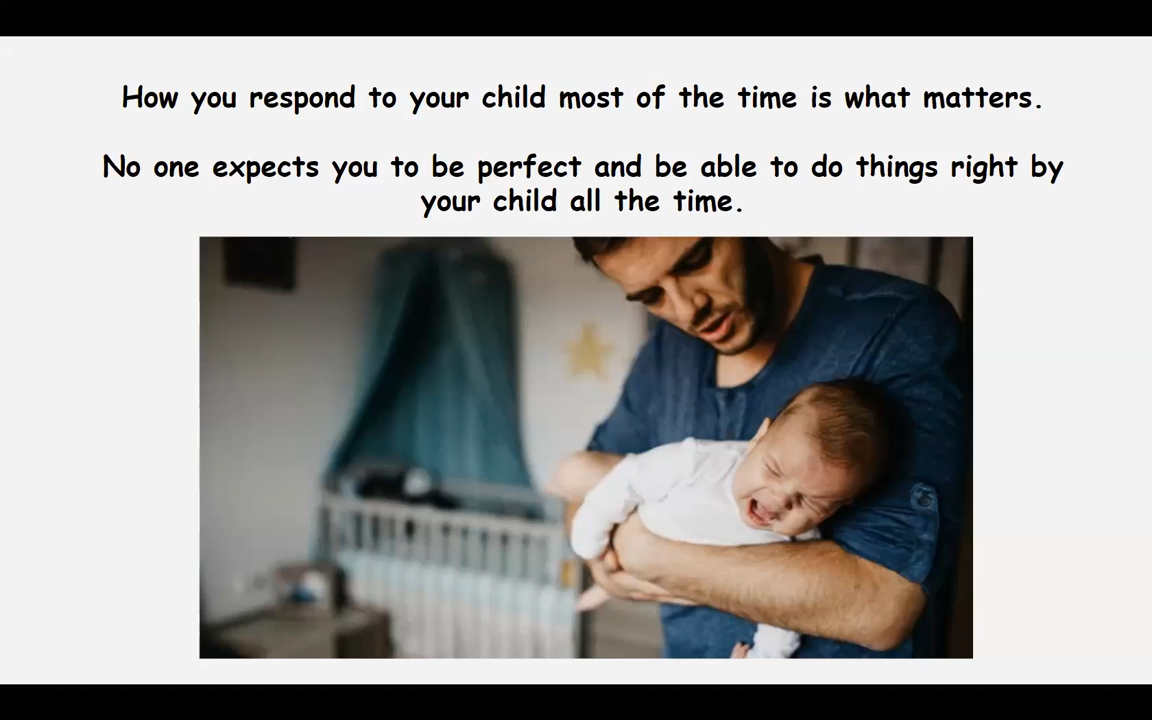 How you respond to your child most of the time is what matters.
No one expects you to be perfect and be able to do things right by
your child all the time.